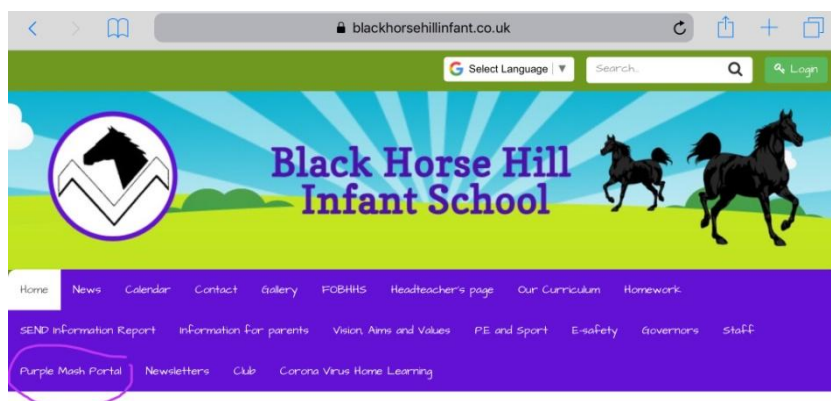 blackhorsehillinfant.co.uk
Select Language ▼ Search.. Login
Black Horse Hill
Infant School
Home News Calendar Contact Gallery FOBHHS Headteacher's page Our Curriculum Homework
SEND Information Report Information for parents Vision, Aims and Values P.E and Sport E-safety Governors Staff
Purple Mash Portal Newsletters Club Corona Virus Home Learning